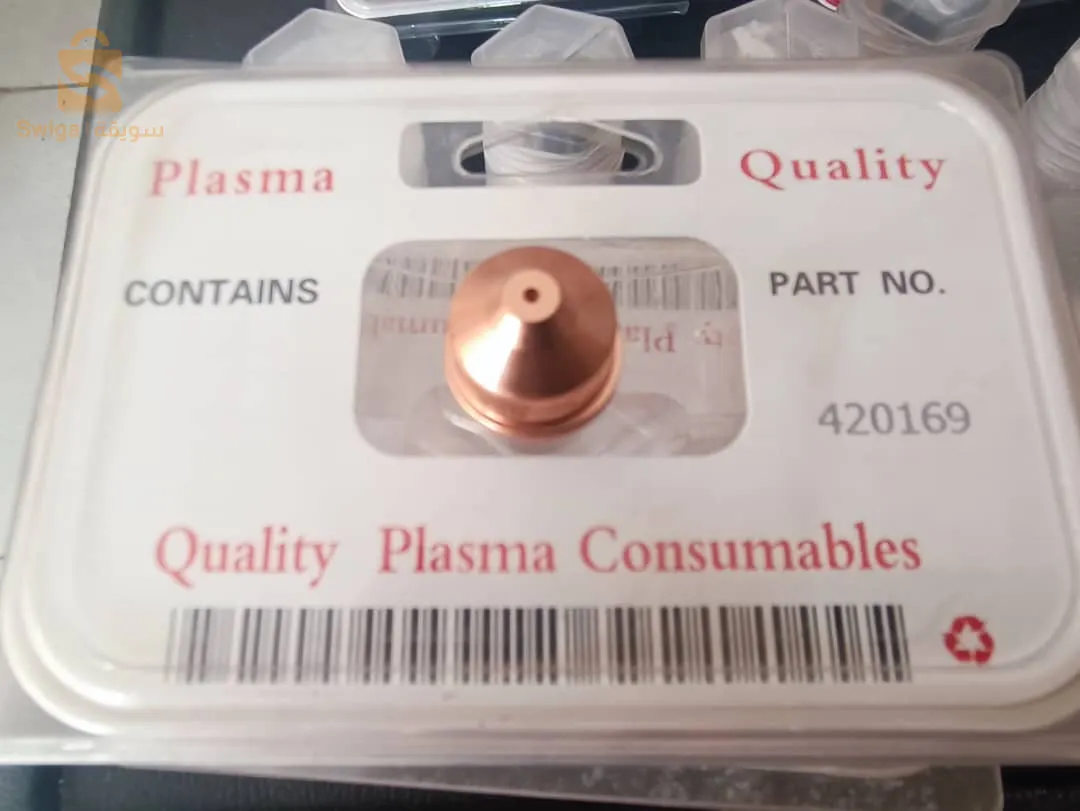 Swiga سويقة
Plasma Quality
CONTAINS PART NO.
420169
Quality Plasma Consumables